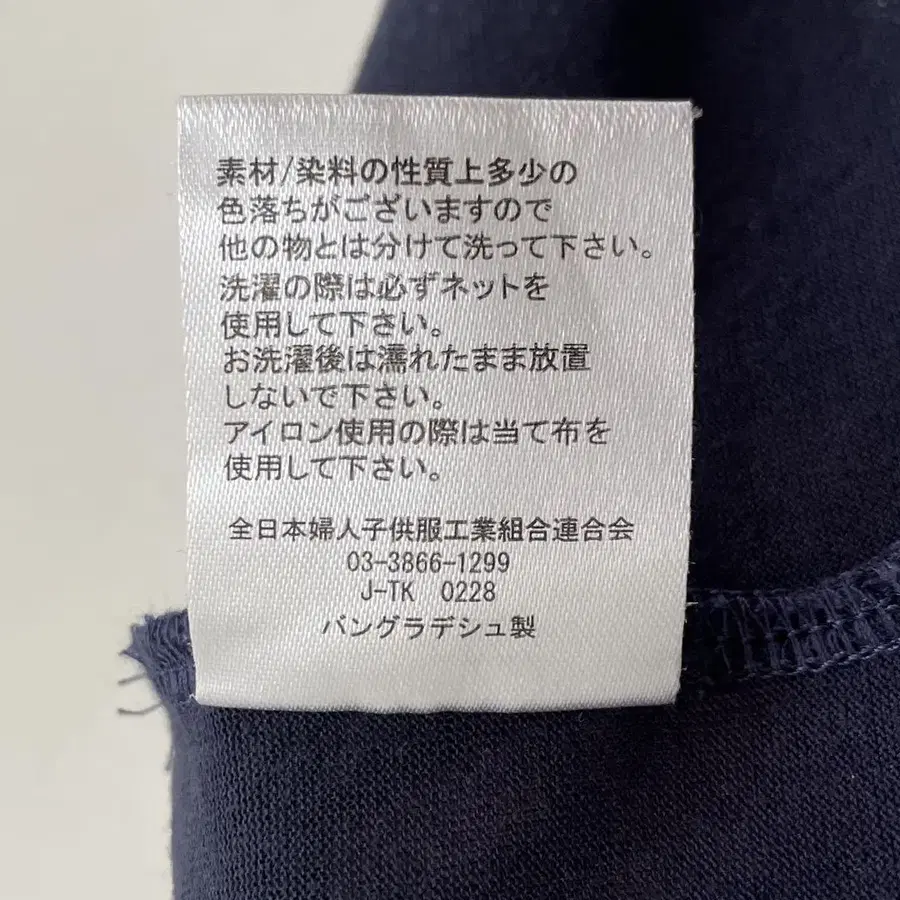 素材/染料の性質上多少の
色落ちがございますので
他の物とは分けて洗って下さい。
洗濯の際は必ずネットを
使用して下さい。
お洗濯後は濡れたまま放置
しないで下さい。
アイロン使用の際は当て布を
使用して下さい。
全日本婦人子供服工業組合連合会
03-3866-1299
J-TK 0228
バングラデシュ製